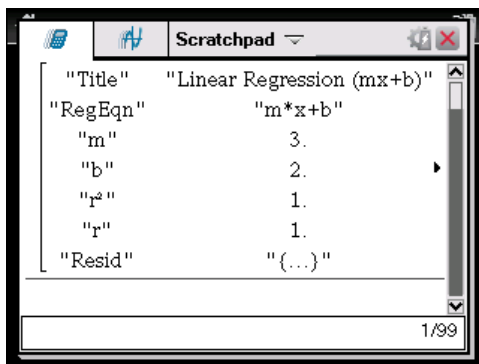 Scratchpad
"Title" "Linear Regression (mx+b)"
"RegEqn" "m*x+b"
"m" 3.
"b" 2.
"r²" 1.
"r" 1.
"Resid" "{...}"
1/99